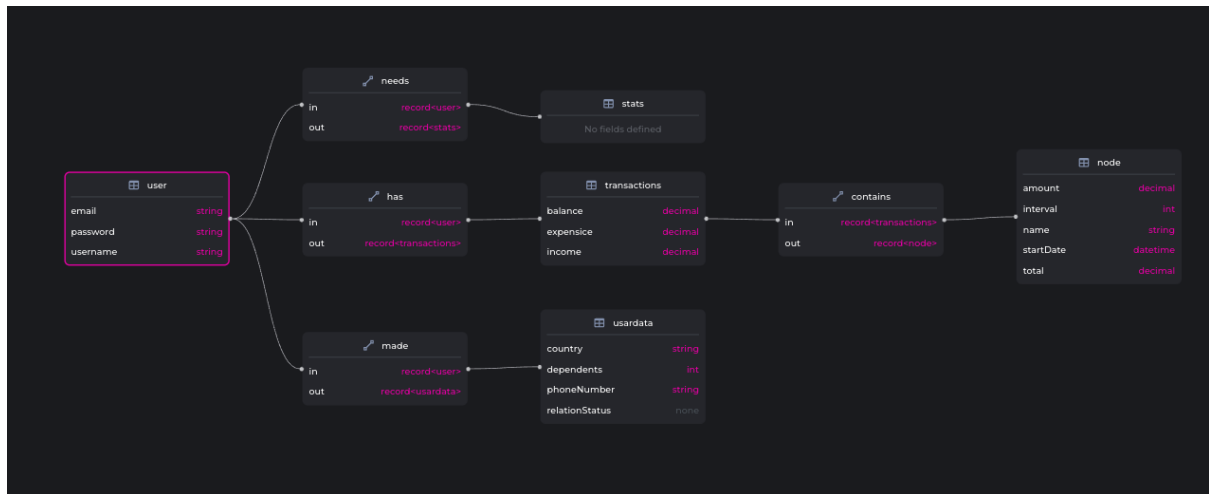 needs
in record<user>
out record<stats>
stats
No fields defined
user
email string
password string
username string
has
in record<user>
out record<transactions>
transactions
balance decimal
expensice decimal
income decimal
contains
in record<transactions>
out record<node>
node
amount decimal
interval int
name string
startDate datetime
total decimal
made
in record<user>
out record<usardata>
usardata
country string
dependents int
phoneNumber string
relationStatus none